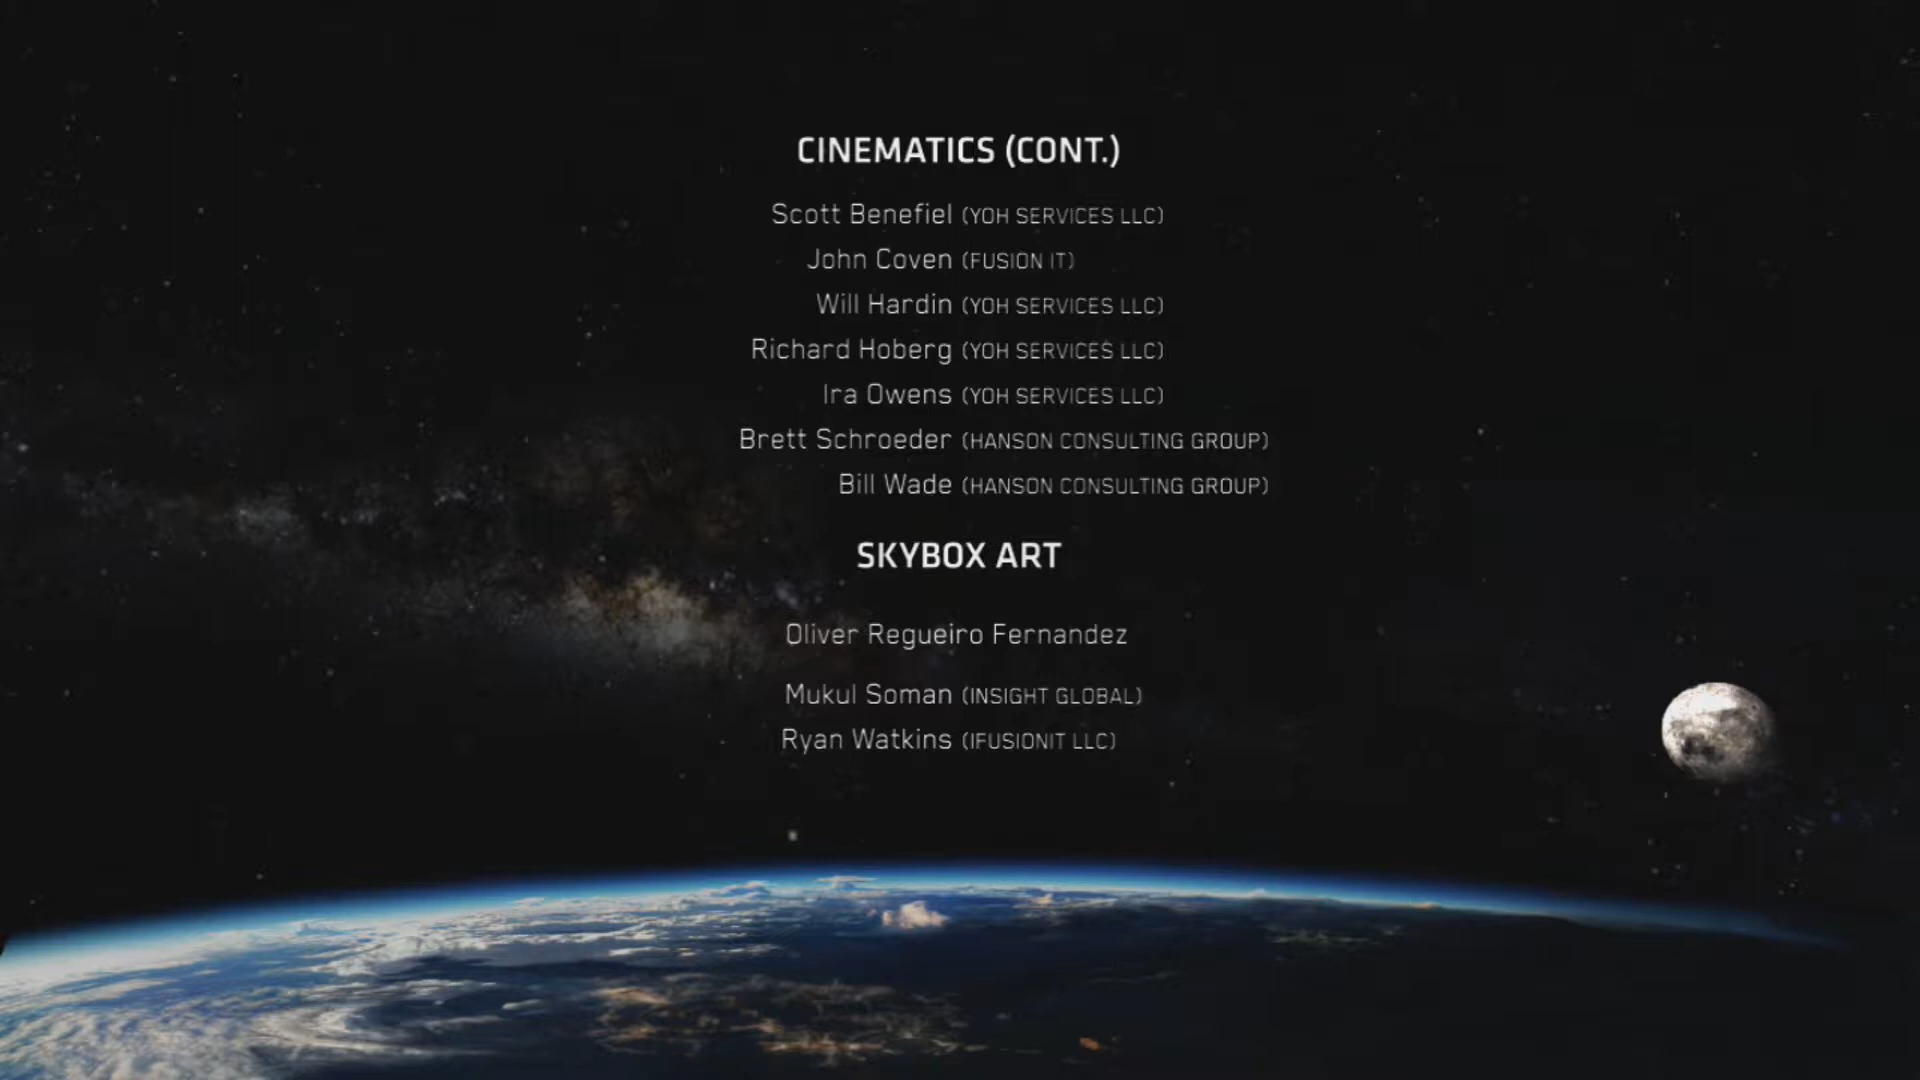 CINEMATICS (CONT.)
Scott Benefiel (YOH SERVICES LLC)
John Coven (FUSION IT)
Will Hardin (YOH SERVICES LLC)
Richard Hoberg (YOH SERVICES LLC)
Ira Owens (YOH SERVICES LLC)
Brett Schroeder (HANSON CONSULTING GROUP)
Bill Wade (HANSON CONSULTING GROUP)
SKYBOX ART
Oliver Regueiro Fernandez
Mukul Soman (INSIGHT GLOBAL)
Ryan Watkins (IFUSIONIT LLC)